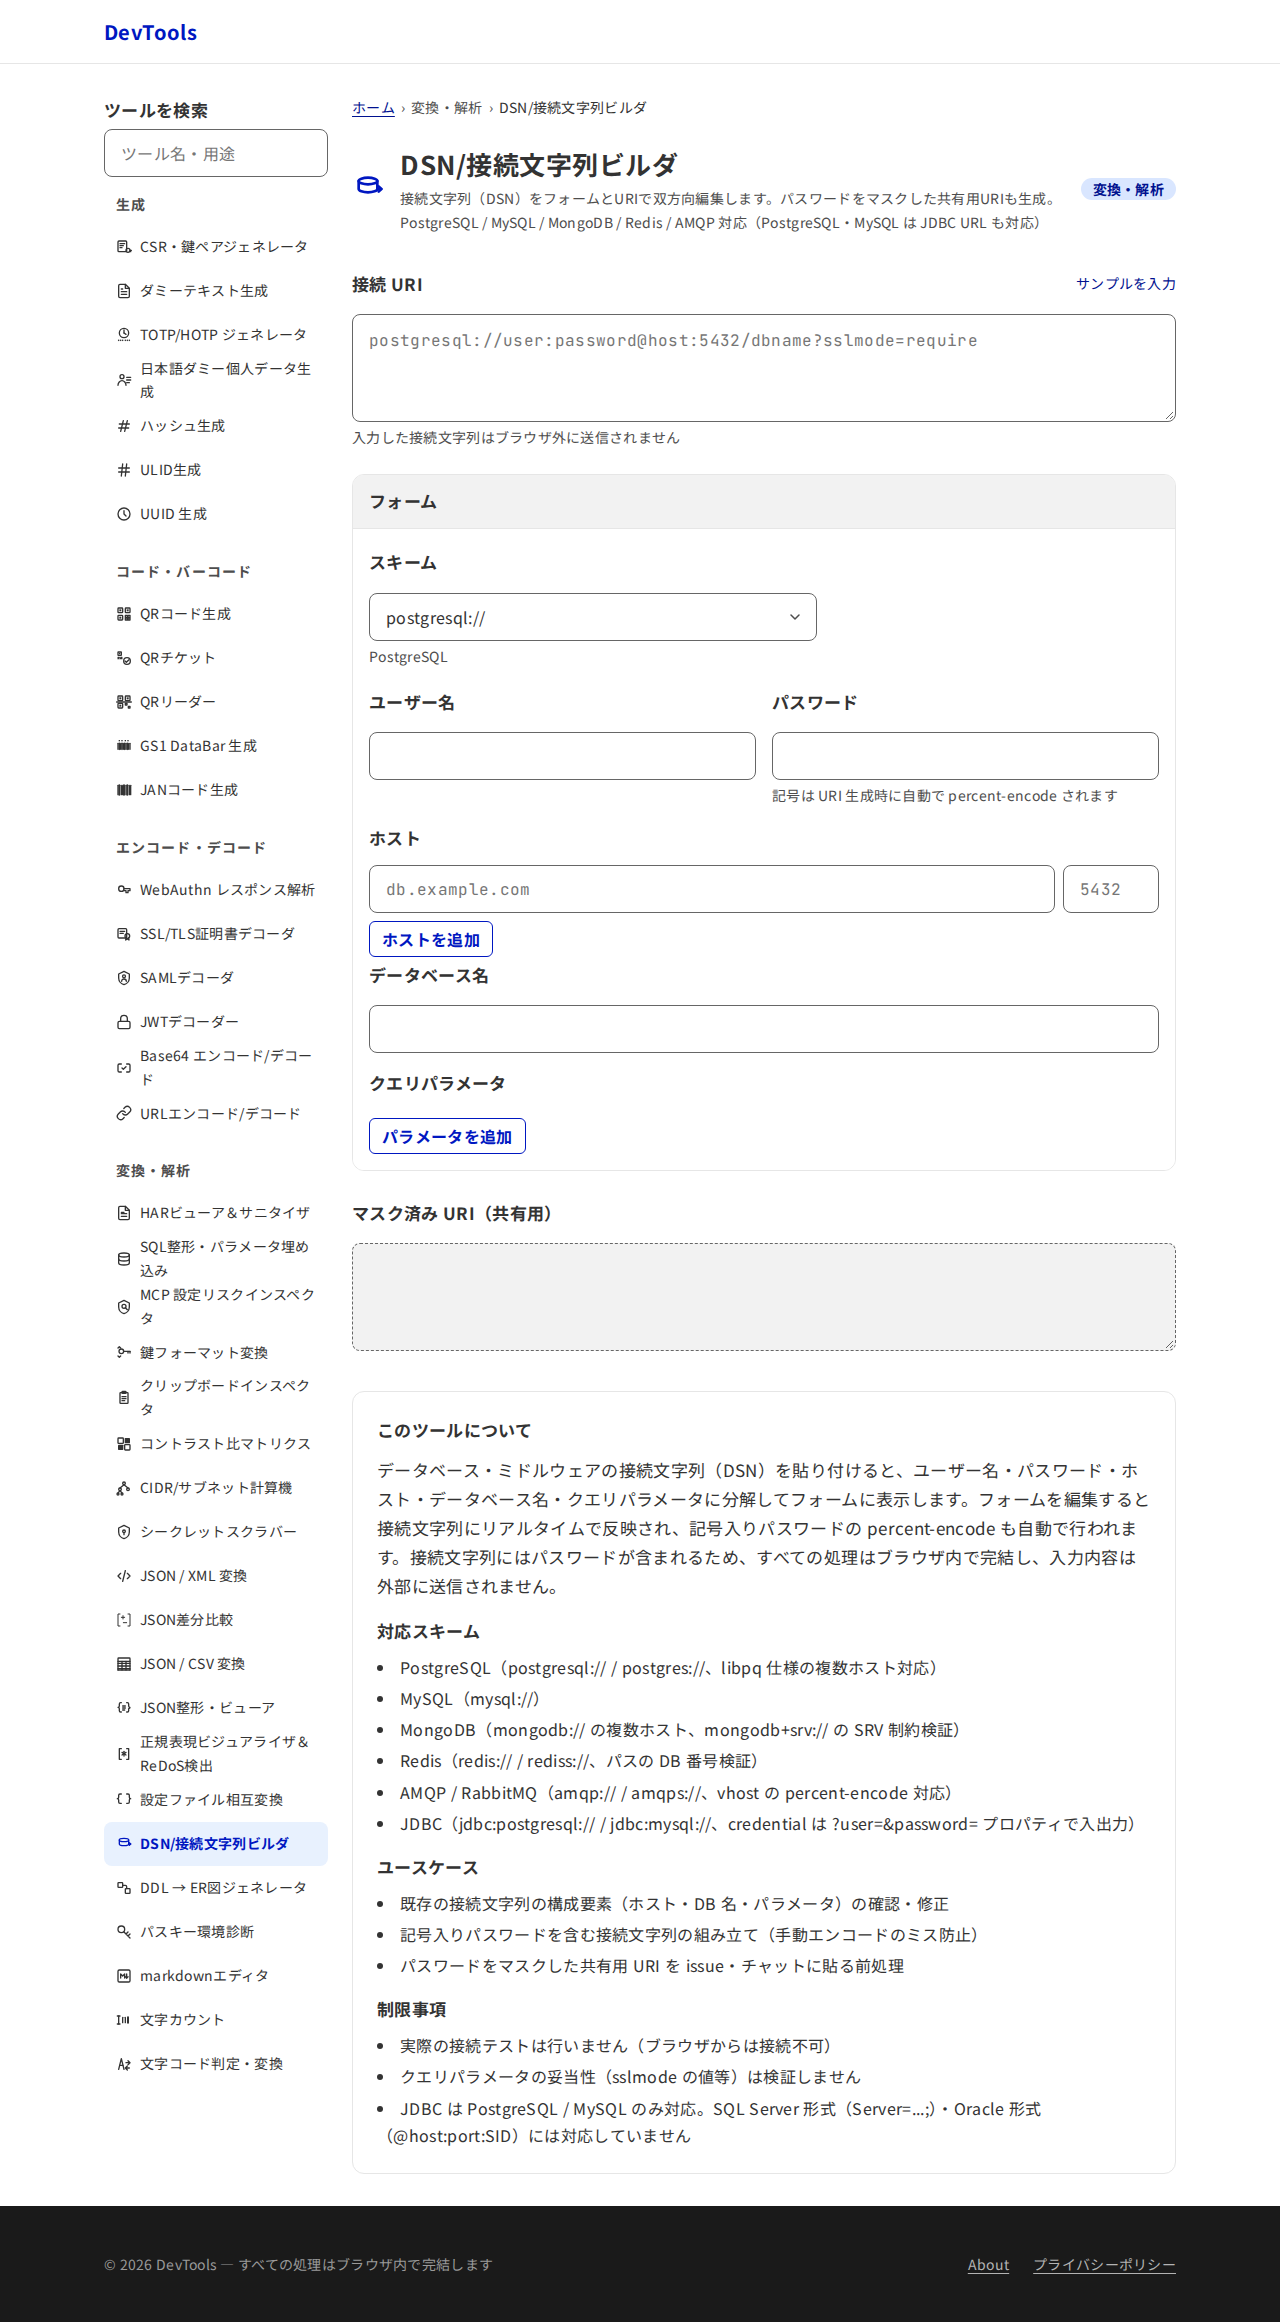 DevTools
ツールを検索
ツール名・用途
生成
CSR・鍵ペアジェネレータ
ダミーテキスト生成
TOTP/HOTP ジェネレータ
日本語ダミー個人データ生
成
ハッシュ生成
ULID生成
UUID 生成
コード・バーコード
QRコード生成
QRチケット
QRリーダー
GS1 DataBar 生成
JANコード生成
エンコード・デコード
WebAuthn レスポンス解析
SSL/TLS証明書デコーダ
SAMLデコーダ
JWTデコーダー
Base64 エンコード/デコー
ド
URLエンコード/デコード
変換・解析
HARビューア＆サニタイザ
SQL整形・パラメータ埋め
込み
MCP 設定リスクインスペク
タ
鍵フォーマット変換
クリップボードインスペク
タ
コントラスト比マトリクス
CIDR/サブネット計算機
シークレットスクラバー
JSON / XML 変換
JSON差分比較
JSON / CSV 変換
JSON整形・ビューア
正規表現ビジュアライザ＆
ReDoS検出
設定ファイル相互変換
DSN/接続文字列ビルダ
DDL → ER図ジェネレータ
パスキー環境診断
markdownエディタ
文字カウント
文字コード判定・変換
ホーム › 変換・解析 › DSN/接続文字列ビルダ
DSN/接続文字列ビルダ
接続文字列（DSN）をフォームとURIで双方向編集します。パスワードをマスクした共有用URIも生成。
PostgreSQL / MySQL / MongoDB / Redis / AMQP 対応（PostgreSQL・MySQL は JDBC URL も対応）
変換・解析
接続 URI
サンプルを入力
postgresql://user:password@host:5432/dbname?sslmode=require
入力した接続文字列はブラウザ外に送信されません
フォーム
スキーム
postgresql://
PostgreSQL
ユーザー名
パスワード
記号は URI 生成時に自動で percent-encode されます
ホスト
db.example.com
5432
ホストを追加
データベース名
クエリパラメータ
パラメータを追加
マスク済み URI（共有用）
このツールについて
データベース・ミドルウェアの接続文字列（DSN）を貼り付けると、ユーザー名・パスワード・ホ
スト・データベース名・クエリパラメータに分解してフォームに表示します。フォームを編集すると
接続文字列にリアルタイムで反映され、記号入りパスワードの percent-encode も自動で行われま
す。接続文字列にはパスワードが含まれるため、すべての処理はブラウザ内で完結し、入力内容は
外部に送信されません。
対応スキーム
• PostgreSQL（postgresql:// / postgres://、libpq 仕様の複数ホスト対応）
• MySQL（mysql://）
• MongoDB（mongodb:// の複数ホスト、mongodb+srv:// の SRV 制約検証）
• Redis（redis:// / rediss://、パスの DB 番号検証）
• AMQP / RabbitMQ（amqp:// / amqps://、vhost の percent-encode 対応）
• JDBC（jdbc:postgresql:// / jdbc:mysql://、credential は ?user=&password= プロパティで入出力）
ユースケース
• 既存の接続文字列の構成要素（ホスト・DB 名・パラメータ）の確認・修正
• 記号入りパスワードを含む接続文字列の組み立て（手動エンコードのミス防止）
• パスワードをマスクした共有用 URI を issue・チャットに貼る前処理
制限事項
• 実際の接続テストは行いません（ブラウザからは接続不可）
• クエリパラメータの妥当性（sslmode の値等）は検証しません
• JDBC は PostgreSQL / MySQL のみ対応。SQL Server 形式（Server=...;）・Oracle 形式
（@host:port:SID）には対応していません
© 2026 DevTools — すべての処理はブラウザ内で完結します
About
プライバシーポリシー